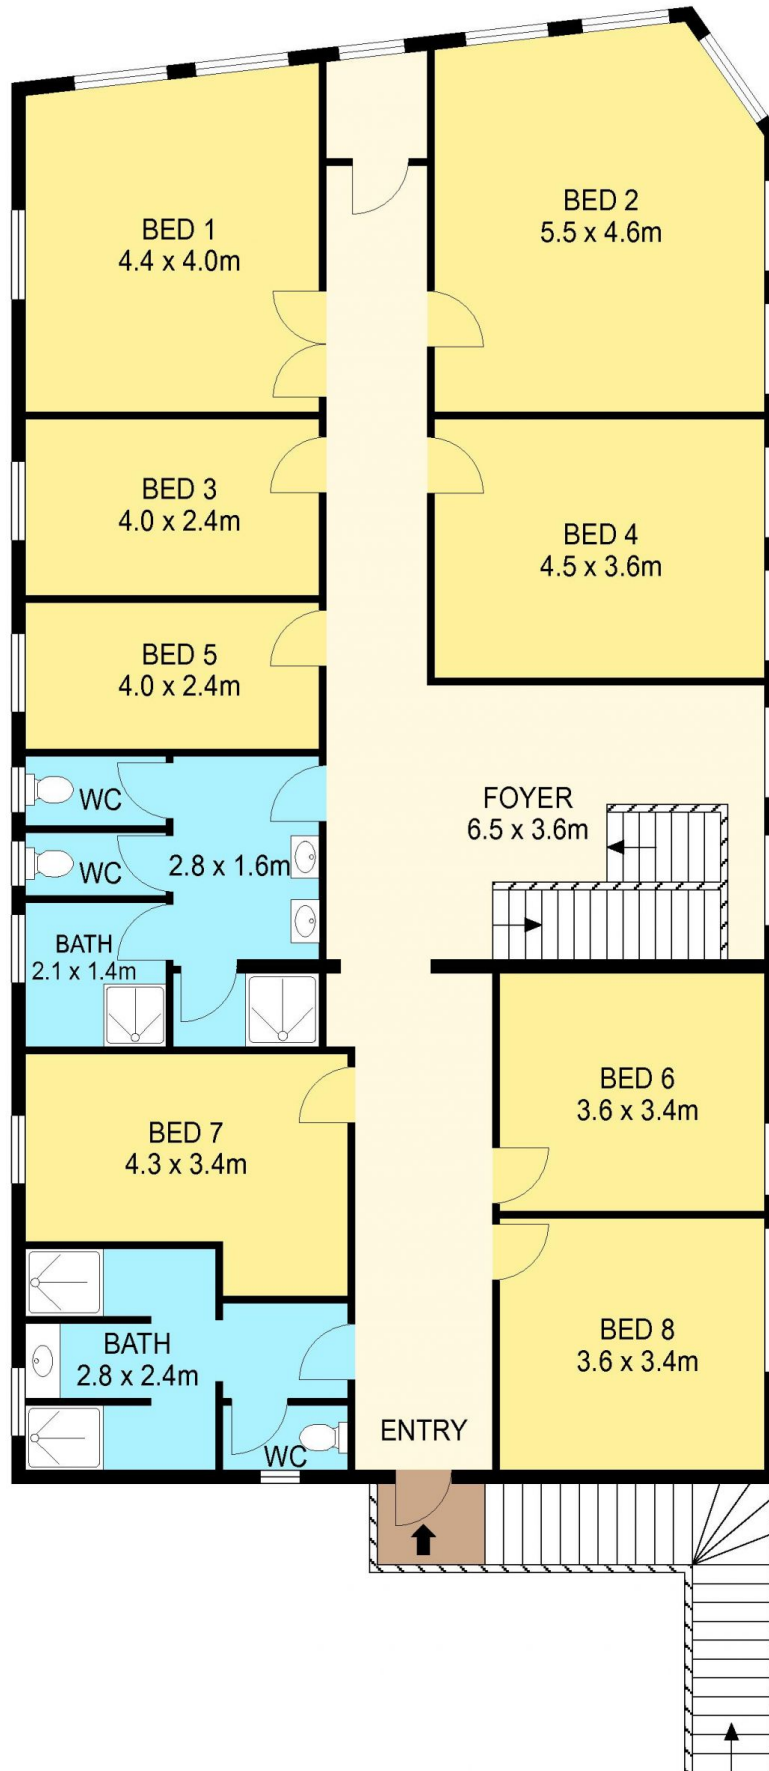 BED 1
4.4 x 4.0m
BED 2
5.5 x 4.6m
BED 3
4.0 x 2.4m
BED 4
4.5 x 3.6m
BED 5
4.0 x 2.4m
WC
WC
2.8 x 1.6m
FOYER
6.5 x 3.6m
BATH
2.1 x 1.4m
BED 6
3.6 x 3.4m
BED 7
4.3 x 3.4m
BED 8
3.6 x 3.4m
BATH
2.8 x 2.4m
WC
ENTRY